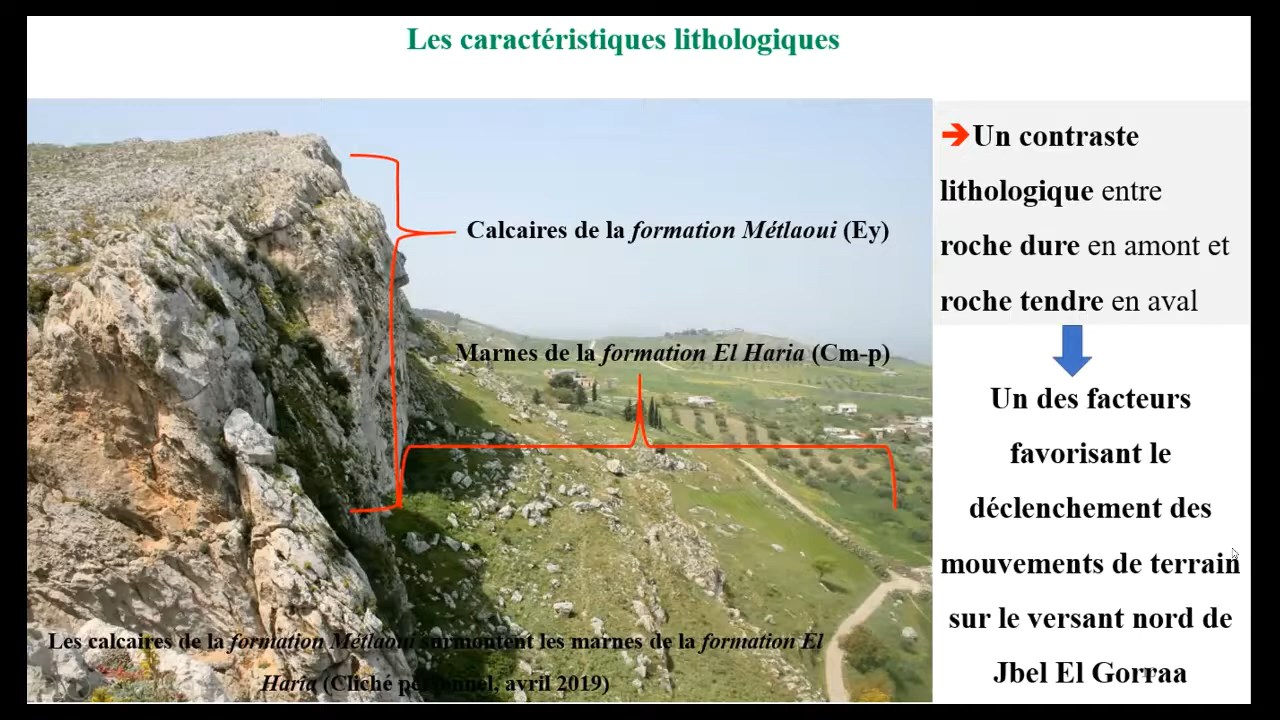 Les caractéristiques lithologiques
Calcaires de la formation Métlaoui (Ey)
Marnes de la formation El Haria (Cm-p)
Les calcaires de la formation Métlaoui surmontent les marnes de la formation El
Haria (Cliché personnel, avril 2019)
➔Un contraste
lithologique entre
roche dure en amont et
roche tendre en aval
Un des facteurs
favorisant le
déclenchement des
mouvements de terrain
sur le versant nord de
Jbel El Gorraa